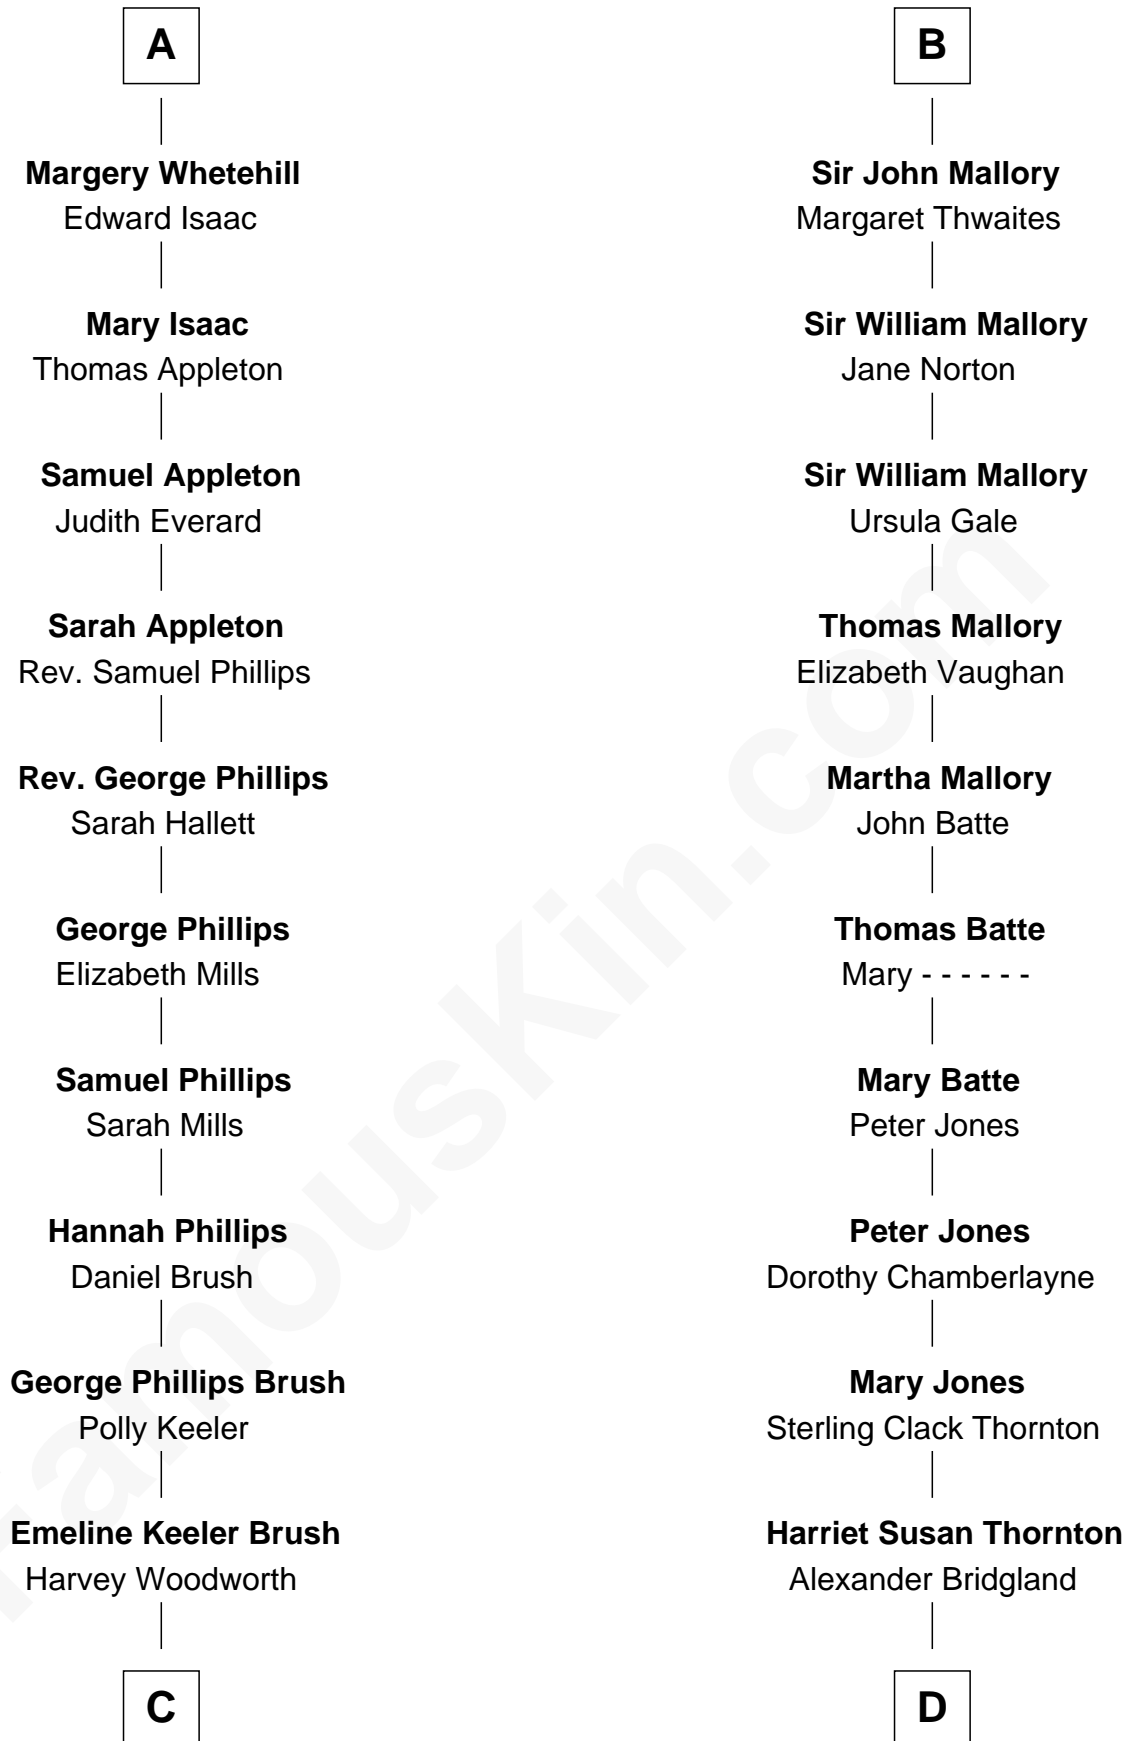 A
Margery Whetehill
Edward Isaac
Mary Isaac
Thomas Appleton
Samuel Appleton
Judith Everard
Sarah Appleton
Rev. Samuel Phillips
Rev. George Phillips
Sarah Hallett
George Phillips
Elizabeth Mills
Samuel Phillips
Sarah Mills
Hannah Phillips
Daniel Brush
George Phillips Brush
Polly Keeler
Emeline Keeler Brush
Harvey Woodworth
C
B
Sir John Mallory
Margaret Thwaites
Sir William Mallory
Jane Norton
Sir William Mallory
Ursula Gale
Thomas Mallory
Elizabeth Vaughan
Martha Mallory
John Batte
Thomas Batte
Mary - - - - - -
Mary Batte
Peter Jones
Peter Jones
Dorothy Chamberlayne
Mary Jones
Sterling Clack Thornton
Harriet Susan Thornton
Alexander Bridgland
D
FamousKin.com